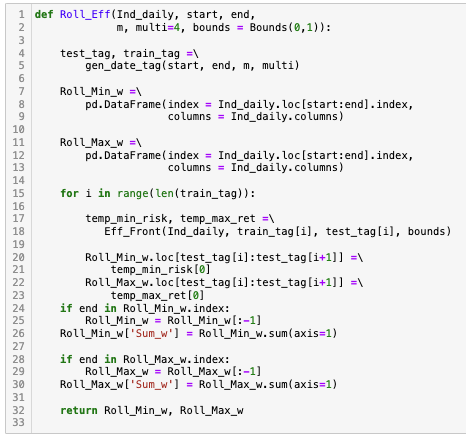 1 def Roll_Eff(Ind_daily, start, end,
2 m, multi=4, bounds = Bounds(0,1)):
3
4 test_tag, train_tag =\
5 gen_date_tag(start, end, m, multi)
6
7 Roll_Min_w =\
8 pd.DataFrame(index = Ind_daily.loc[start:end].index,
9 columns = Ind_daily.columns)
10
11 Roll_Max_w =\
12 pd.DataFrame(index = Ind_daily.loc[start:end].index,
13 columns = Ind_daily.columns)
14
15 for i in range(len(train_tag)):
16
17 temp_min_risk, temp_max_ret =\
18 Eff_Front(Ind_daily, train_tag[i], test_tag[i], bounds)
19
20 Roll_Min_w.loc[test_tag[i]:test_tag[i+1]] =\
21 temp_min_risk[0]
22 Roll_Max_w.loc[test_tag[i]:test_tag[i+1]] =\
23 temp_max_ret[0]
24 if end in Roll_Min_w.index:
25 Roll_Min_w = Roll_Min_w[:-1]
26 Roll_Min_w['Sum_w'] = Roll_Min_w.sum(axis=1)
27
28 if end in Roll_Max_w.index:
29 Roll_Max_w = Roll_Max_w[:-1]
30 Roll_Max_w['Sum_w'] = Roll_Max_w.sum(axis=1)
31
32 return Roll_Min_w, Roll_Max_w
33